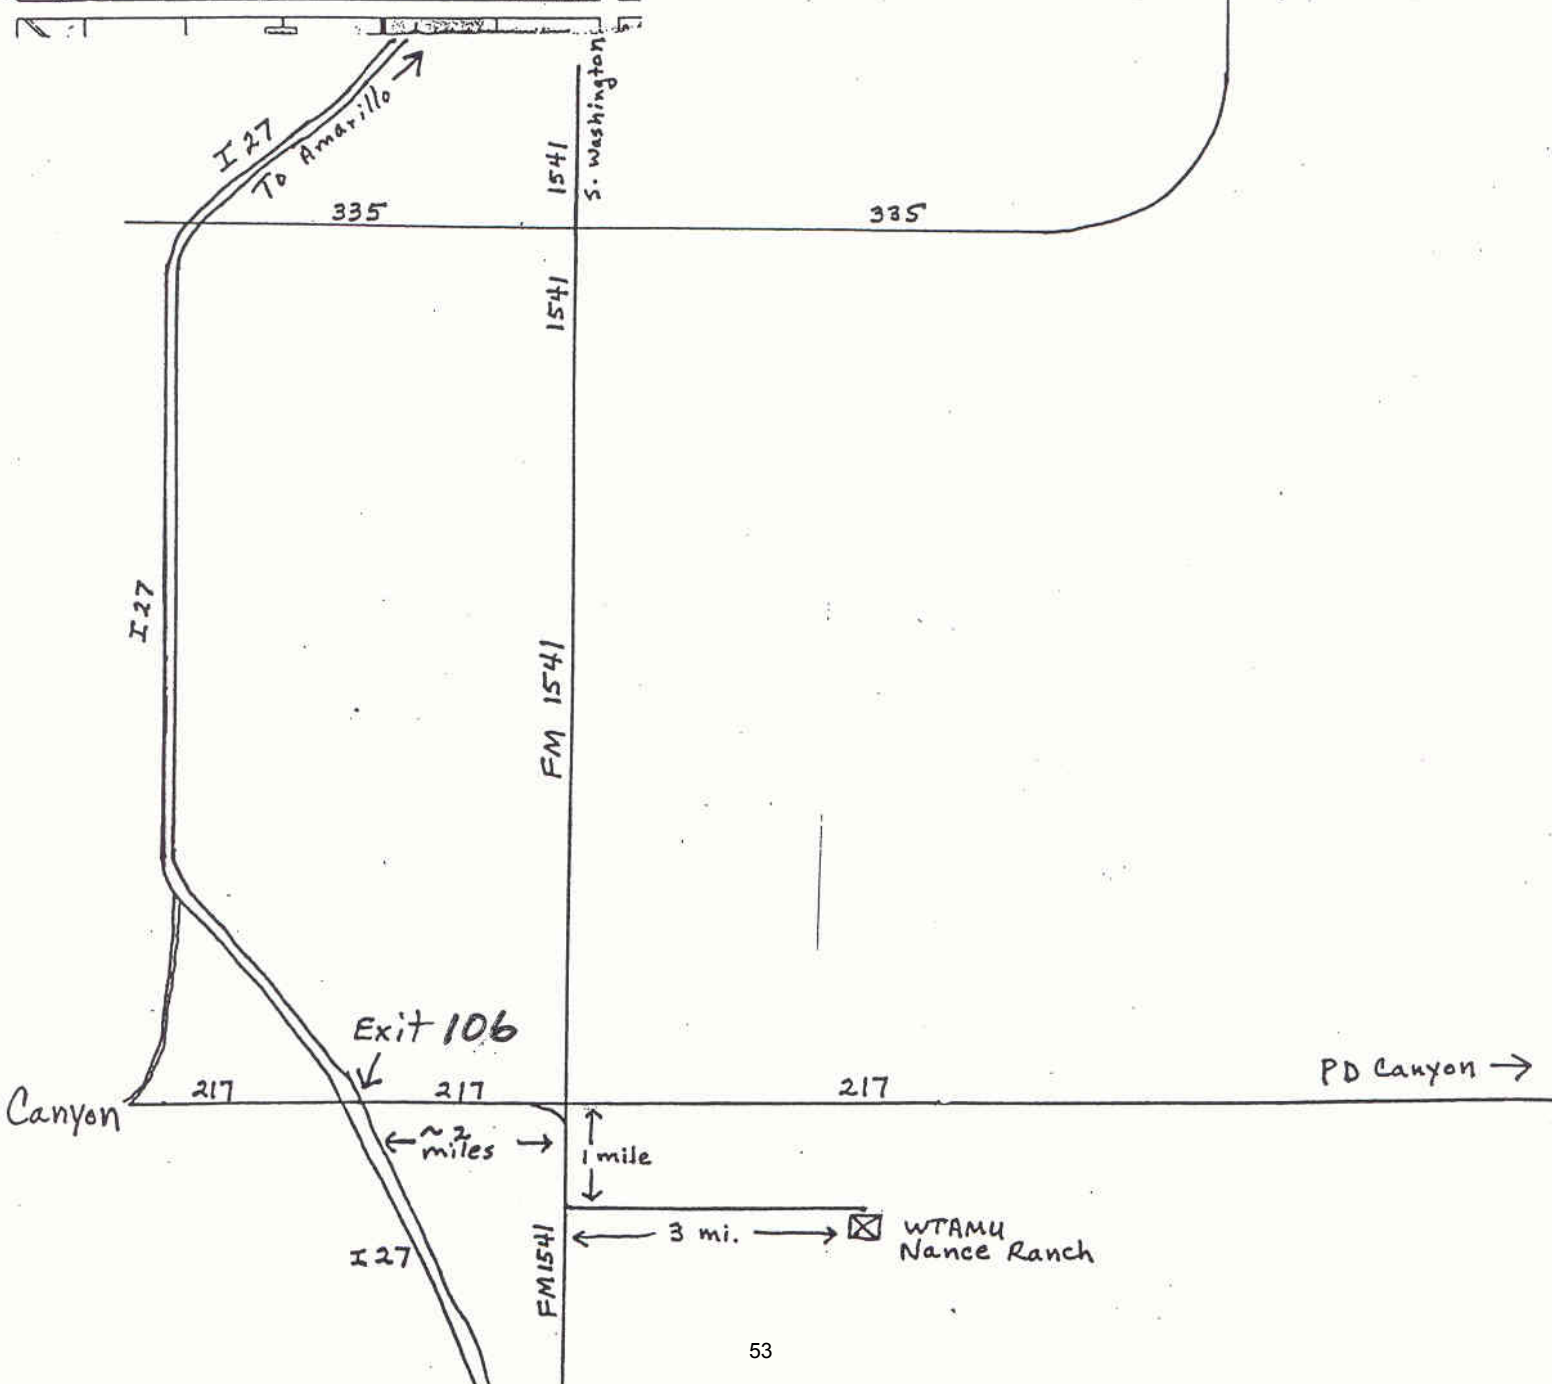 S. Washington
I 27
To Amarillo
1541
335
335
1541
I 27
FM 1541
Exit 106
PD Canyon
217
217
217
Canyon
~ 2
miles
1 mile
3 mi.
WTAMU
Nance Ranch
FM1541
I 27
53